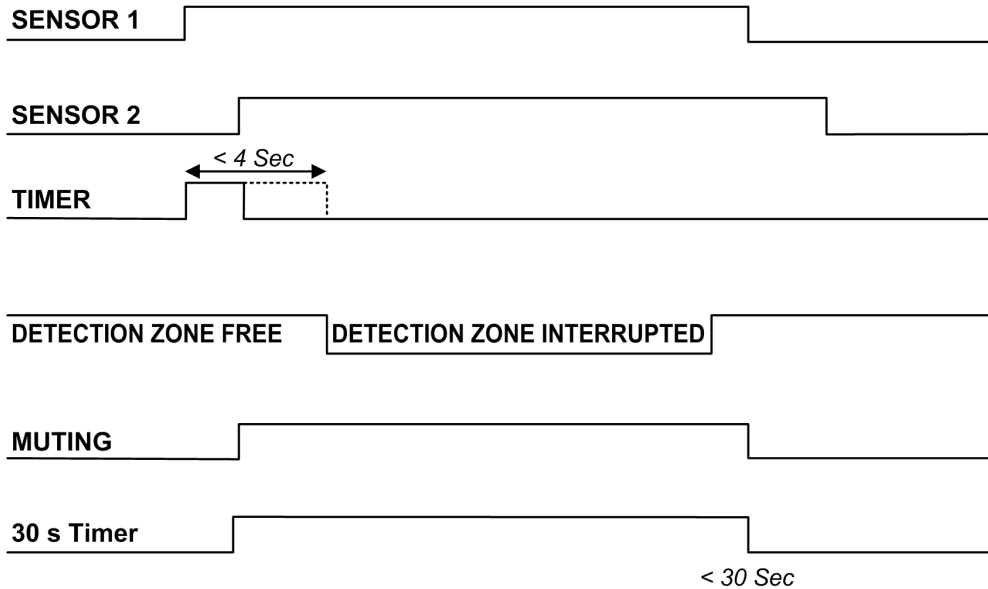 SENSOR 1
SENSOR 2
< 4 Sec
TIMER
DETECTION ZONE FREE
DETECTION ZONE INTERRUPTED
MUTING
30 s Timer
< 30 Sec